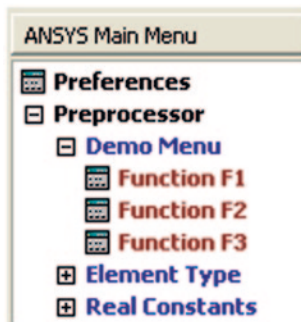 ANSYS Main Menu
Preferences
Preprocessor
Demo Menu
Function F1
Function F2
Function F3
Element Type
Real Constants